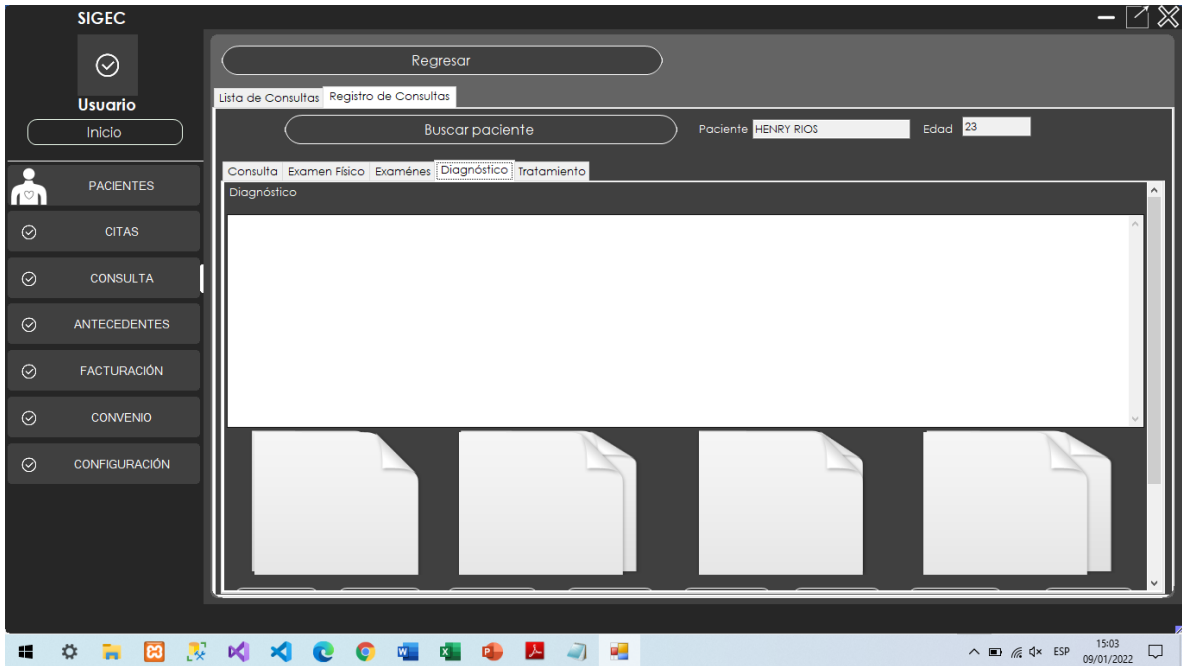 SIGEC
Usuario
Inicio
PACIENTES
CITAS
CONSULTA
ANTECEDENTES
FACTURACIÓN
CONVENIO
CONFIGURACIÓN
Regresar
Lista de Consultas Registro de Consultas
Buscar paciente Paciente HENRY RIOS Edad 23
Consulta Examen Físico Examénes Diagnóstico Tratamiento
Diagnóstico
ESP 15:03
09/01/2022